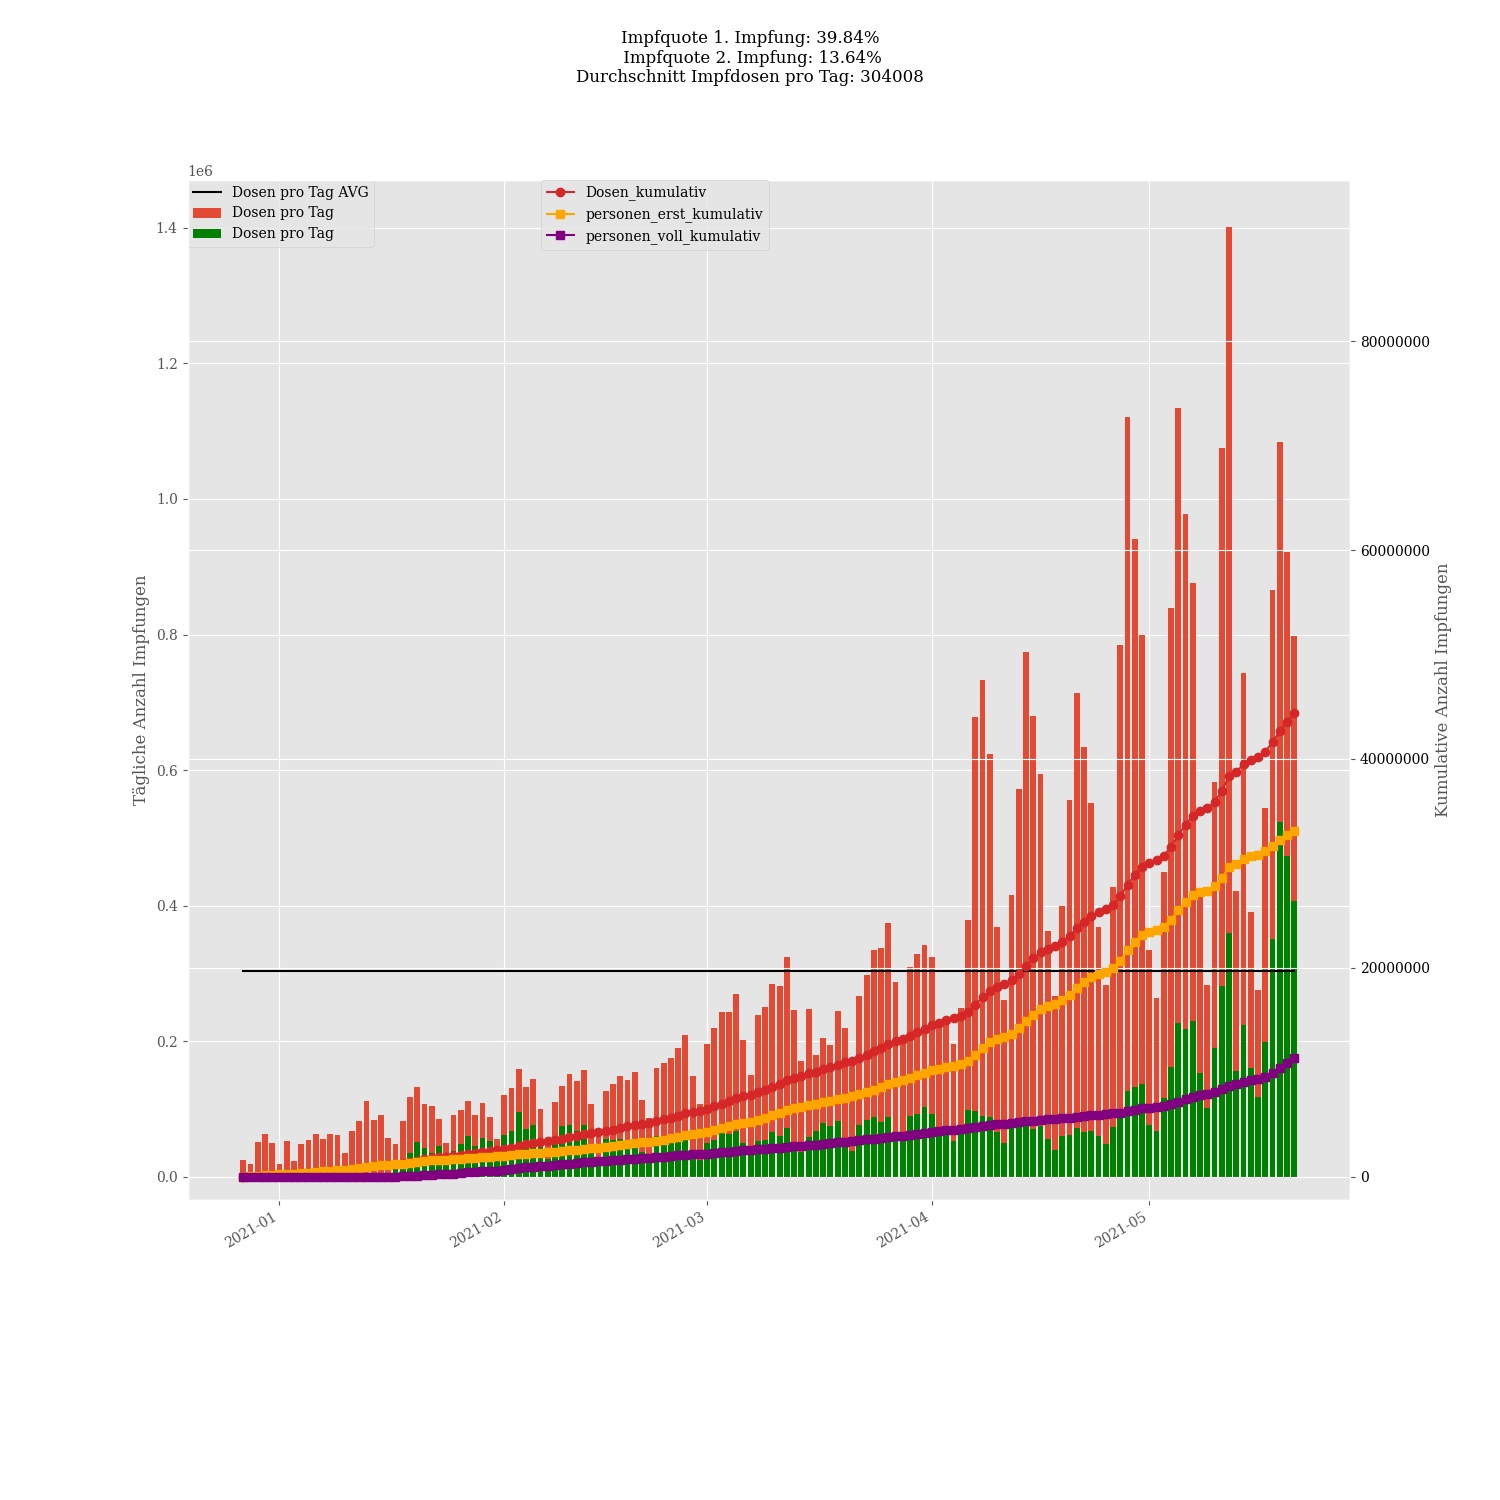 Impfquote 1. Impfung: 39.84%
Impfquote 2. Impfung: 13.64%
Durchschnitt Impfdosen pro Tag: 304008
1e6
Dosen pro Tag AVG
Dosen pro Tag
Dosen pro Tag
Dosen_kumulativ
personen_erst_kumulativ
personen_voll_kumulativ
1.4
1.2
1.0
0.8
0.6
0.4
0.2
0.0
Tägliche Anzahl Impfungen
80000000
60000000
40000000
20000000
0
Kumulative Anzahl Impfungen
2021-01
2021-02
2021-03
2021-04
2021-05